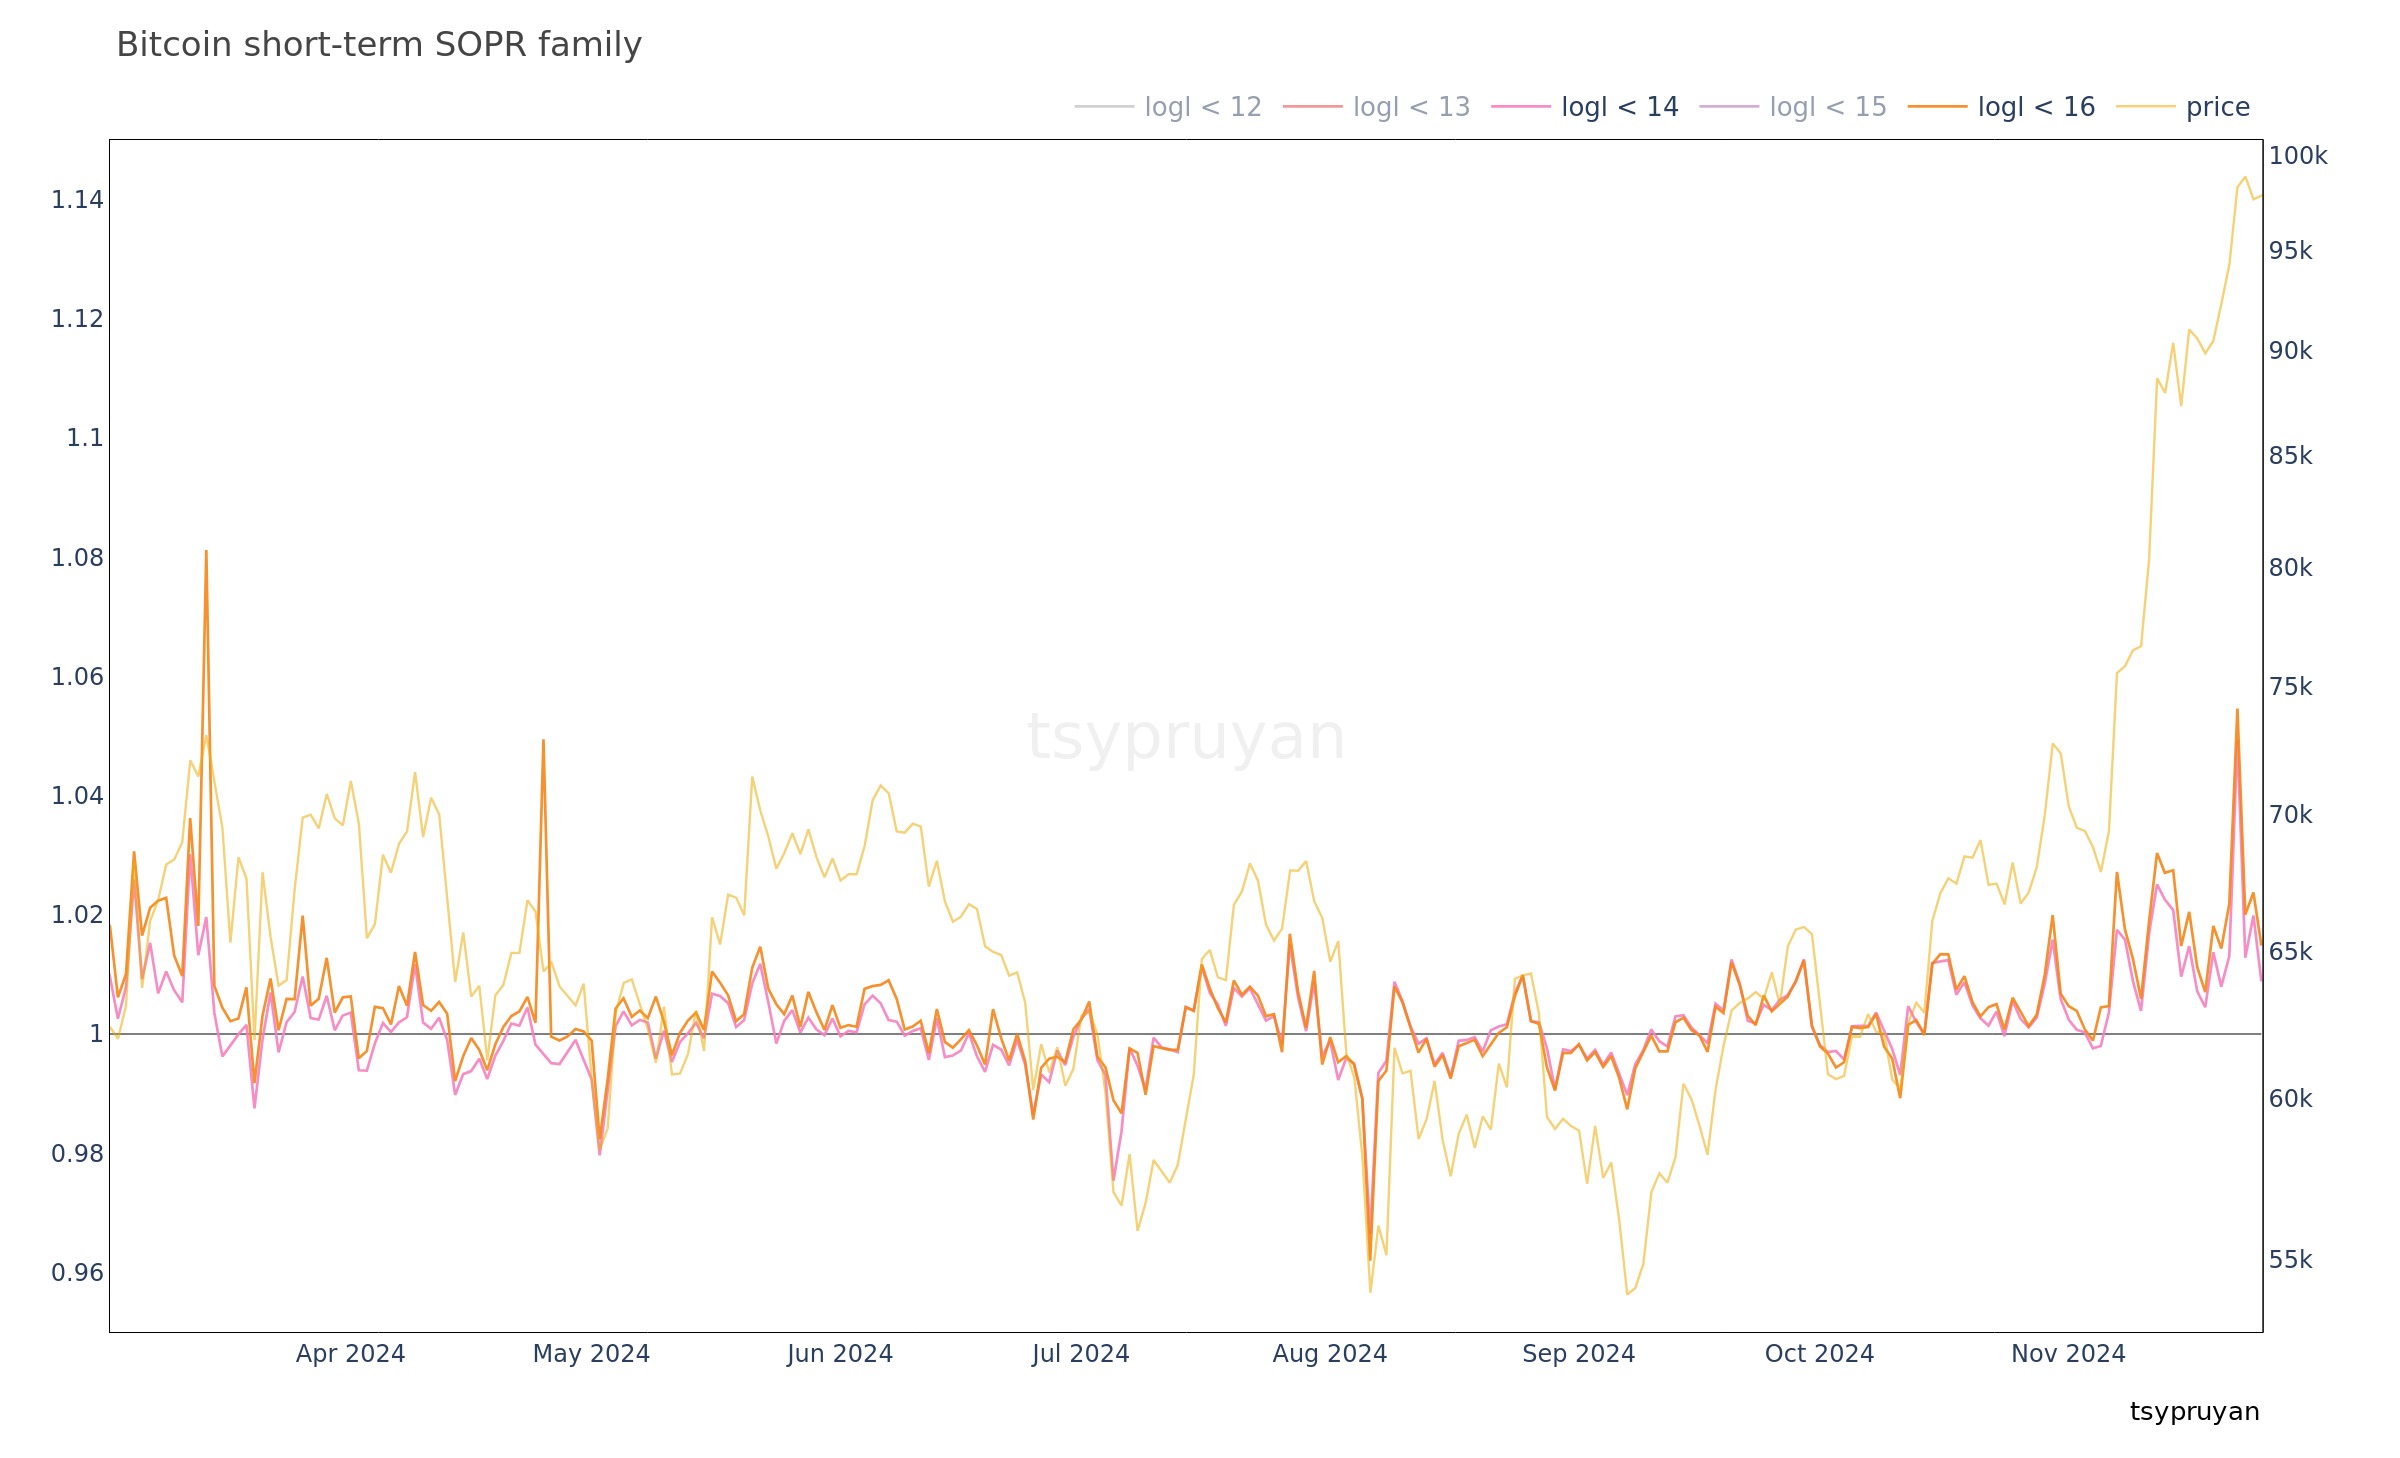 Bitcoin short-term SOPR family
logl < 12 logl < 13 logl < 14 logl < 15 logl < 16 price
1.14
1.12
1.1
1.08
1.06
1.04
1.02
1
0.98
0.96
100k
95k
90k
85k
80k
75k
70k
65k
60k
55k
tsypruyan
Apr 2024 May 2024 Jun 2024 Jul 2024 Aug 2024 Sep 2024 Oct 2024 Nov 2024
tsypruyan